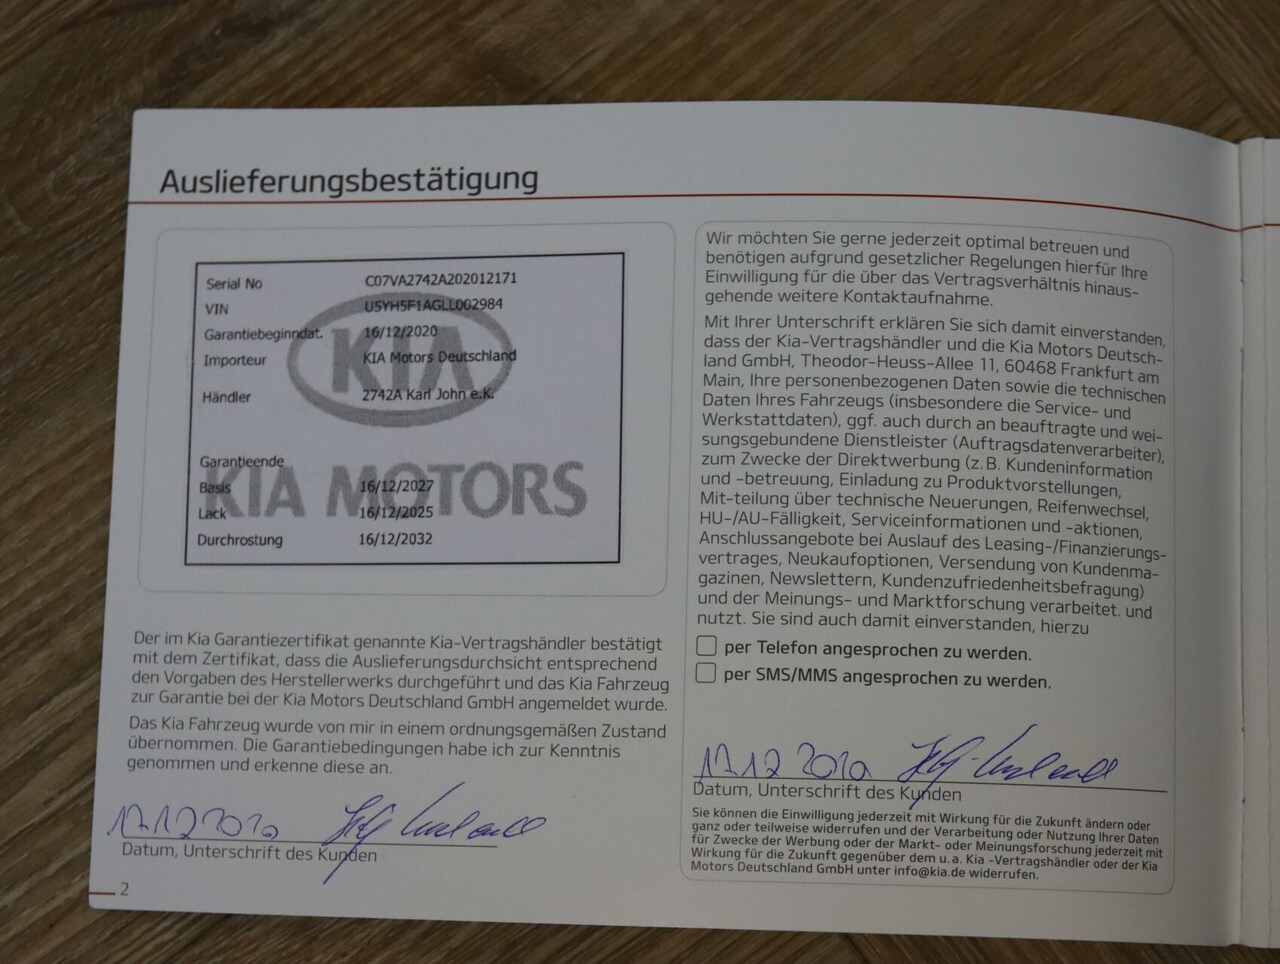 Auslieferungsbestätigung
Serial No C07VA2742A202012171
VIN U5YH5F1AGLL002984
Garantiebeginndat. 16/12/2020
Importeur KIA Motors Deutschland
Händler 2742A Karl John e.K.
KIA
Garantieende
KIA MOTORS
Basis 16/12/2027
Lack 16/12/2025
Durchrostung 16/12/2032
Der im Kia Garantiezertifikat genannte Kia-Vertragshändler bestätigt
mit dem Zertifikat, dass die Auslieferungsdurchsicht entsprechend
den Vorgaben des Herstellerwerks durchgeführt und das Kia Fahrzeug
zur Garantie bei der Kia Motors Deutschland GmbH angemeldet wurde.
Das Kia Fahrzeug wurde von mir in einem ordnungsgemäßen Zustand
übernommen. Die Garantiebedingungen habe ich zur Kenntnis
genommen und erkenne diese an.
17.12.2020
Datum, Unterschrift des Kunden
2
Wir möchten Sie gerne jederzeit optimal betreuen und
benötigen aufgrund gesetzlicher Regelungen hierfür Ihre
Einwilligung für die über das Vertragsverhältnis hinaus-
gehende weitere Kontaktaufnahme.
Mit Ihrer Unterschrift erklären Sie sich damit einverstanden,
dass der Kia-Vertragshändler und die Kia Motors Deutsch-
land GmbH, Theodor-Heuss-Allee 11, 60468 Frankfurt am
Main, Ihre personenbezogenen Daten sowie die technischen
Daten Ihres Fahrzeugs (insbesondere die Service- und
Werkstattdaten), ggf. auch durch an beauftragte und wei-
sungsgebundene Dienstleister (Auftragsdatenverarbeiter),
zum Zwecke der Direktwerbung (z.B. Kundeninformation
und -betreuung, Einladung zu Produktvorstellungen,
Mit-teilung über technische Neuerungen, Reifenwechsel,
HU-/AU-Fälligkeit, Serviceinformationen und -aktionen,
Anschlussangebote bei Auslauf des Leasing-/Finanzierungs-
vertrages, Neukaufoptionen, Versendung von Kundenma-
gazinen, Newslettern, Kundenzufriedenheitsbefragung)
und der Meinungs- und Marktforschung verarbeitet. und
nutzt. Sie sind auch damit einverstanden, hierzu
per Telefon angesprochen zu werden.
per SMS/MMS angesprochen zu werden.
17.12.2020
Datum, Unterschrift des Kunden
Sie können die Einwilligung jederzeit mit Wirkung für die Zukunft ändern oder
ganz oder teilweise widerrufen und der Verarbeitung oder Nutzung Ihrer Daten
für Zwecke der Werbung oder der Markt- oder Meinungsforschung jederzeit mit
Wirkung für die Zukunft gegenüber dem u.a. Kia -Vertragshändler oder der Kia
Motors Deutschland GmbH unter info@kia.de widerrufen.